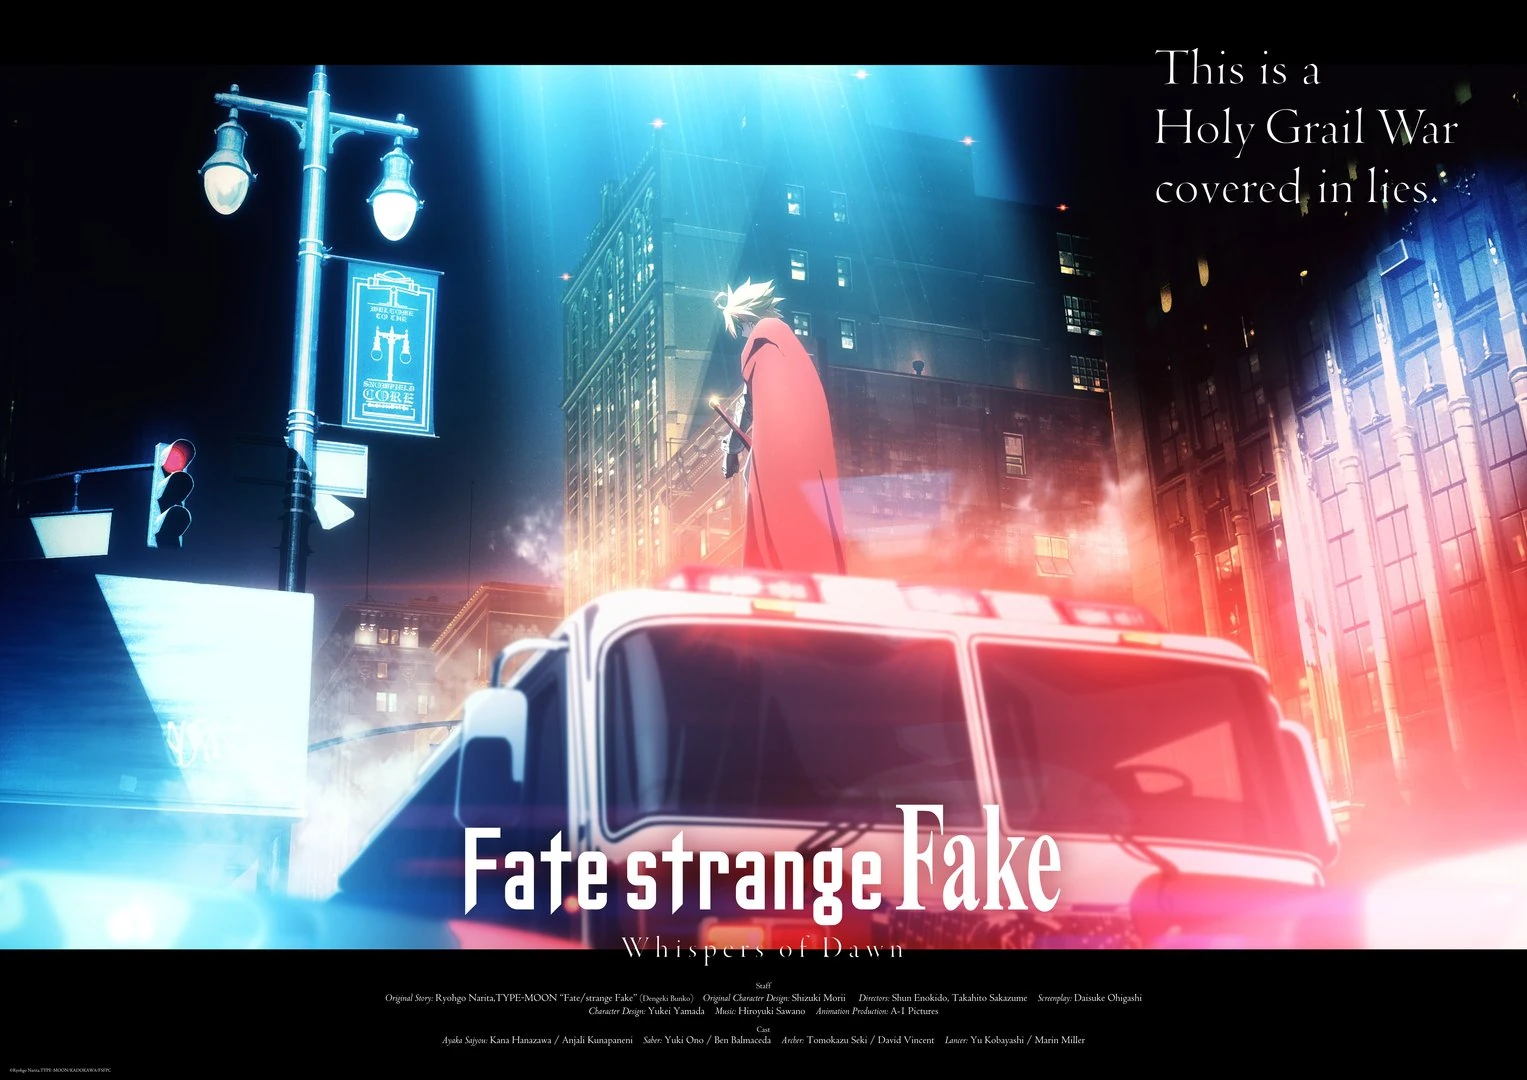 This is a
Holy Grail War
covered in lies.
WELCOME
TO THE
SNOWFIELD
CORE
Fate strange Fake
Whispers of Dawn
Staff
Original Story: Ryohgo Narita,TYPE-MOON “Fate/strange Fake” (Dengeki Bunko) Original Character Design: Shizuki Morii Directors: Shun Enokido, Takahito Sakazume Screenplay: Daisuke Ohigashi
Character Design: Yukei Yamada Music: Hiroyuki Sawano Animation Production: A-1 Pictures
Cast
Ayaka Sajyou: Kana Hanazawa / Anjali Kunapaneni Saber: Yuki Ono / Ben Balmaceda Archer: Tomokazu Seki / David Vincent Lancer: Yu Kobayashi / Marin Miller
©Ryohgo Narita,TYPE-MOON/KADOKAWA/FSFPC